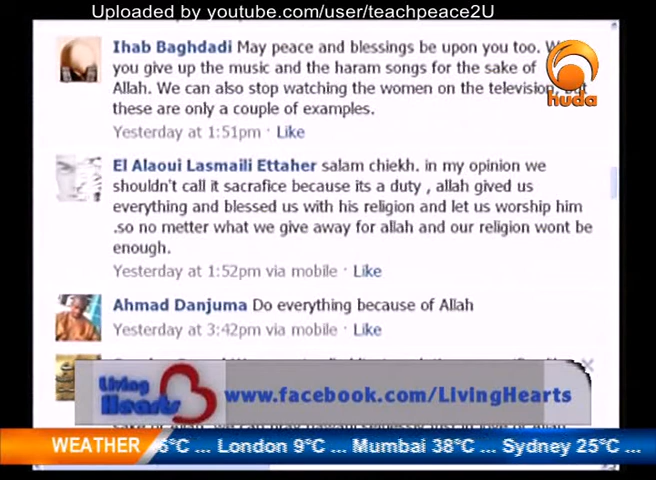 Uploaded by youtube.com/user/teachpeace2U
Ihab Baghdadi May peace and blessings be upon you too.
you give up the music and the haram songs for the sake of
Allah. We can also stop watching the women on the television, but
these are only a couple of examples.
Yesterday at 1:51pm · Like
huda
El Alaoui Lasmaili Ettaher salam chiekh. in my opinion we
shouldn't call it sacrafice because its a duty , allah gived us
everything and blessed us with his religion and let us worship him
.so no metter what we give away for allah and our religion wont be
enough.
Yesterday at 1:52pm via mobile · Like
Ahmad Danjuma Do everything because of Allah
Yesterday at 3:42pm via mobile · Like
Living
Hearts
www.facebook.com/LivingHearts
WEATHER
°C ... London 9°C ... Mumbai 38°C ... Sydney 25°C ...